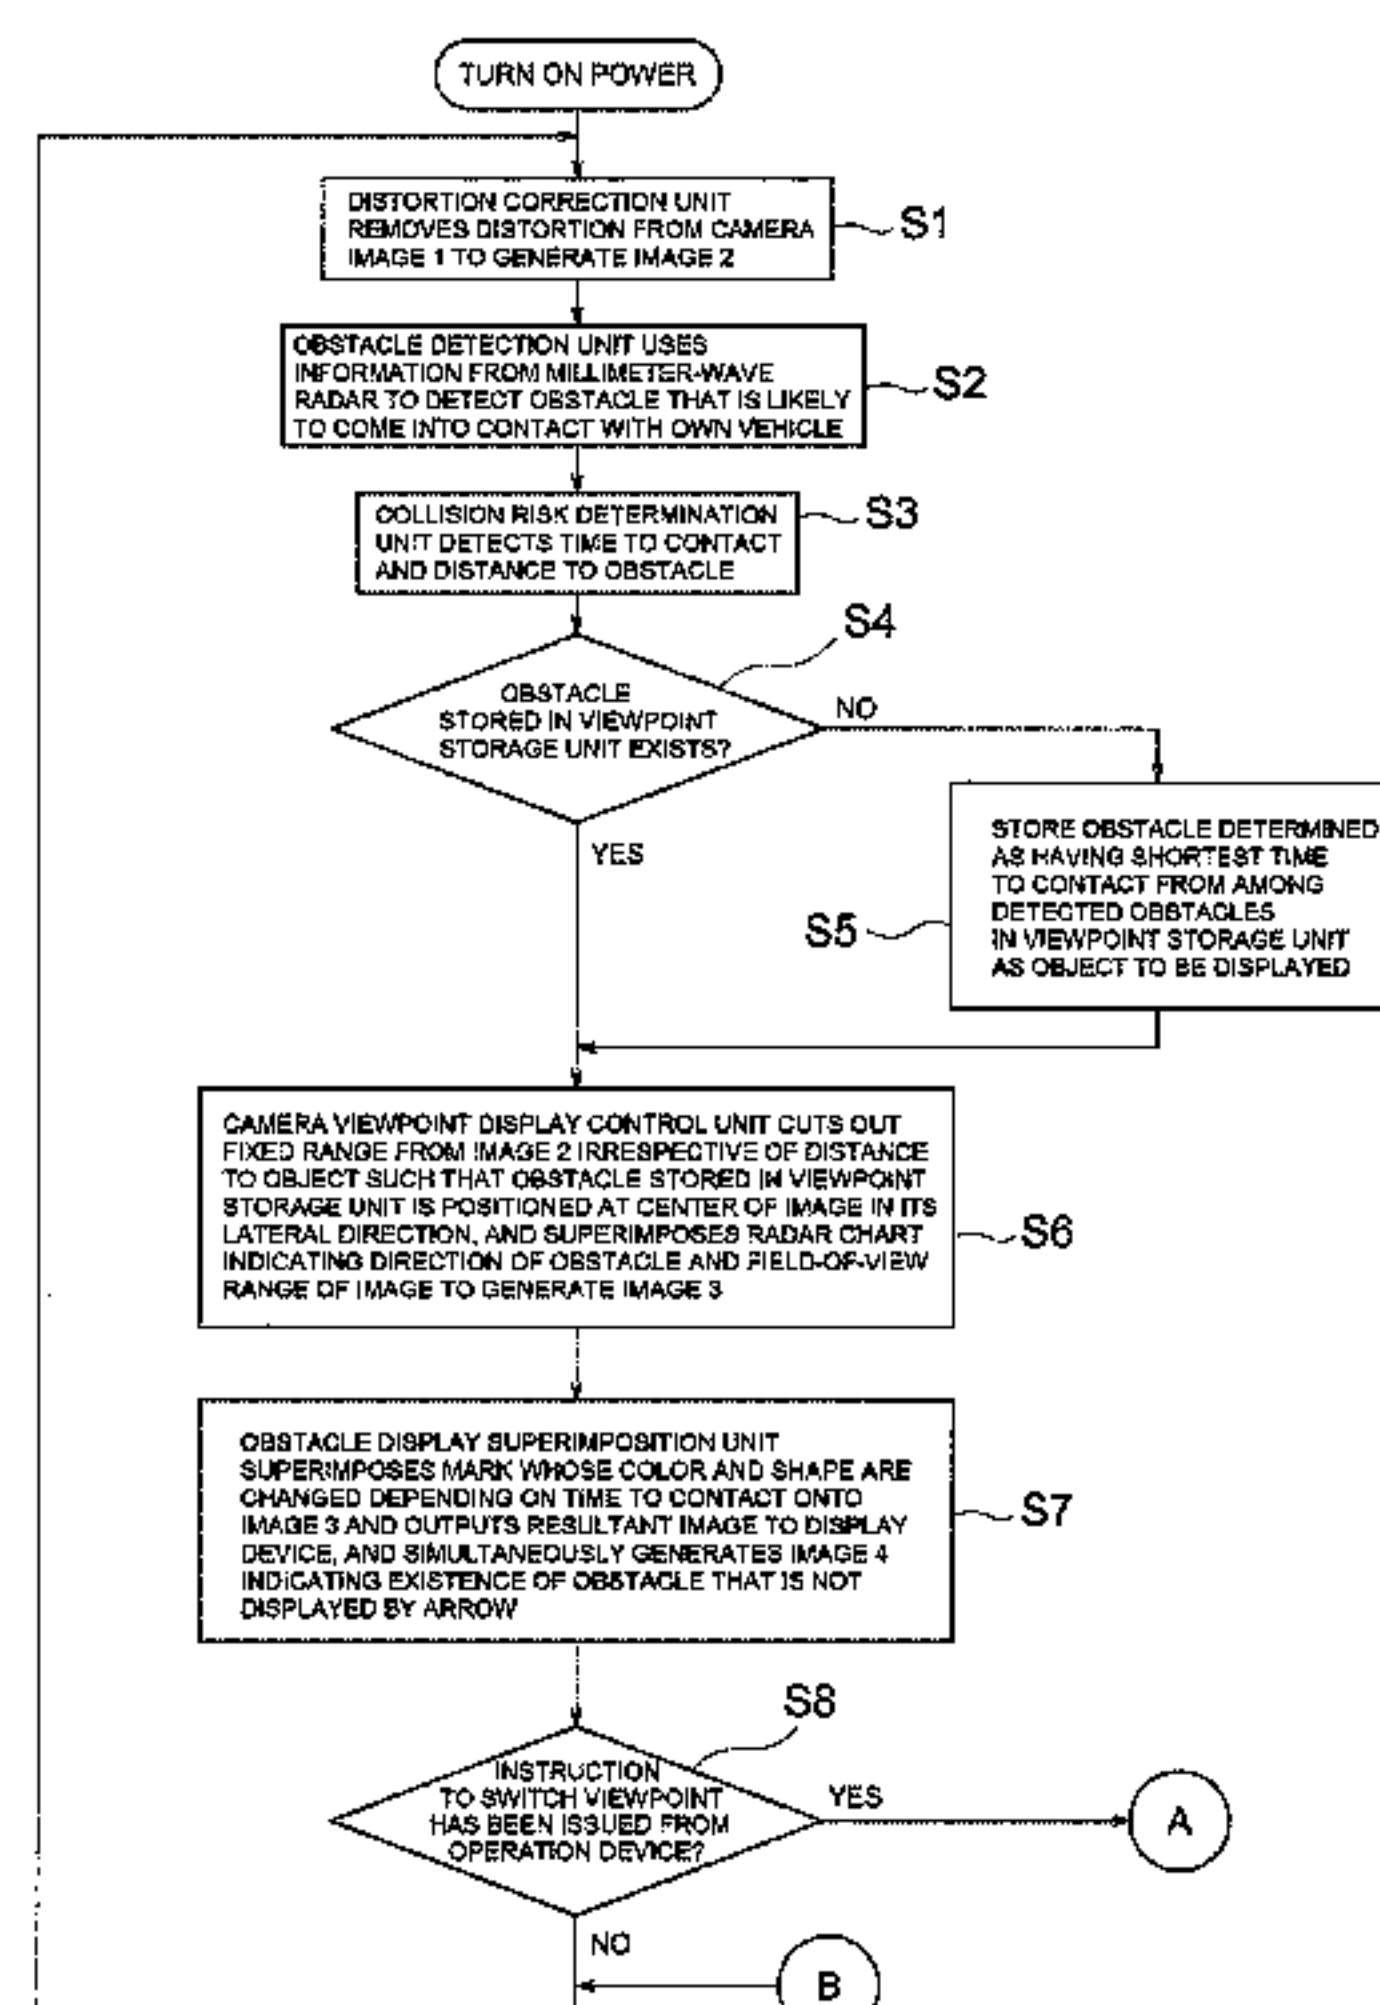 TURN ON POWER
DISTORTION CORRECTION UNIT
REMOVES DISTORTION FROM CAMERA
IMAGE 1 TO GENERATE IMAGE 2
S1
OBSTACLE DETECTION UNIT USES
INFORMATION FROM MILLIMETER-WAVE
RADAR TO DETECT OBSTACLE THAT IS LIKELY
TO COME INTO CONTACT WITH OWN VEHICLE
S2
COLLISION RISK DETERMINATION
UNIT DETECTS TIME TO CONTACT
AND DISTANCE TO OBSTACLE
S3
S4
OBSTACLE
STORED IN VIEWPOINT
STORAGE UNIT EXISTS?
NO
YES
STORE OBSTACLE DETERMINED
AS HAVING SHORTEST TIME
TO CONTACT FROM AMONG
DETECTED OBSTACLES
IN VIEWPOINT STORAGE UNIT
AS OBJECT TO BE DISPLAYED
S5
CAMERA VIEWPOINT DISPLAY CONTROL UNIT CUTS OUT
FIXED RANGE FROM IMAGE 2 IRRESPECTIVE OF DISTANCE
TO OBJECT SUCH THAT OBSTACLE STORED IN VIEWPOINT
STORAGE UNIT IS POSITIONED AT CENTER OF IMAGE IN ITS
LATERAL DIRECTION, AND SUPERIMPOSES RADAR CHART
INDICATING DIRECTION OF OBSTACLE AND FIELD-OF-VIEW
RANGE OF IMAGE TO GENERATE IMAGE 3
S6
OBSTACLE DISPLAY SUPERIMPOSITION UNIT
SUPERIMPOSES MARK WHOSE COLOR AND SHAPE ARE
CHANGED DEPENDING ON TIME TO CONTACT ONTO
IMAGE 3 AND OUTPUTS RESULTANT IMAGE TO DISPLAY
DEVICE, AND SIMULTANEOUSLY GENERATES IMAGE 4
INDICATING EXISTENCE OF OBSTACLE THAT IS NOT
DISPLAYED BY ARROW
S7
S8
INSTRUCTION
TO SWITCH VIEWPOINT
HAS BEEN ISSUED FROM
OPERATION DEVICE?
YES
A
NO
B